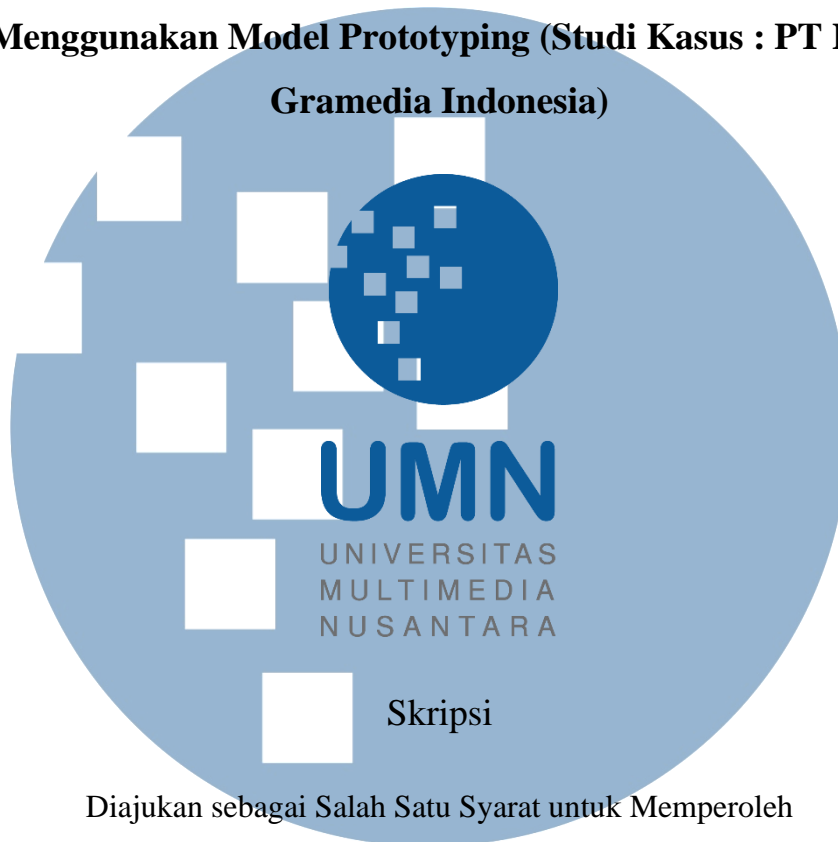 Menggunakan Model Prototyping (Studi Kasus : PT
Gramedia Indonesia)
UMN
UNIVERSITAS
MULTIMEDIA
NUSANTARA
Skripsi
Diajukan sebagai Salah Satu Syarat untuk Memperoleh